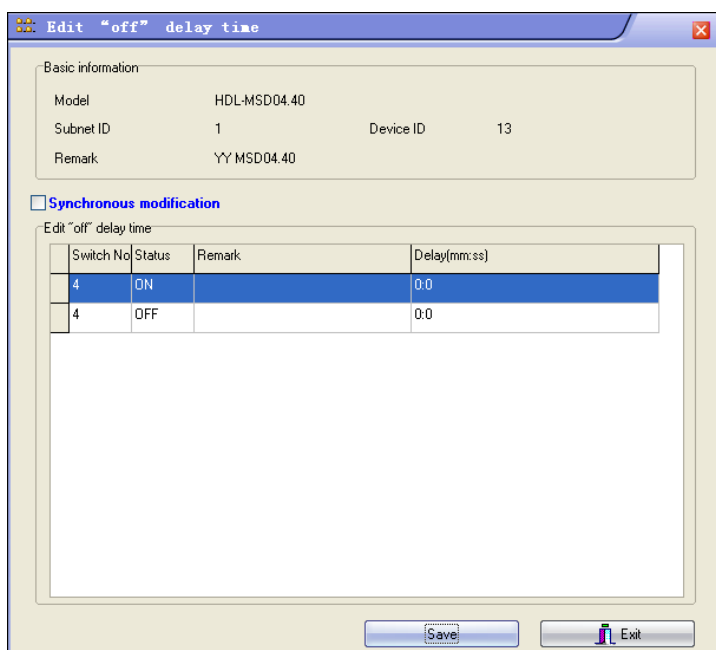 Edit “off” delay time
Basic information
Model HDL-MSD04.40
Subnet ID 1 Device ID 13
Remark YY MSD04.40
Synchronous modification
Edit "off" delay time
Switch No Status Remark Delay(mm:ss)
4 ON 0:0
4 OFF 0:0
Save Exit